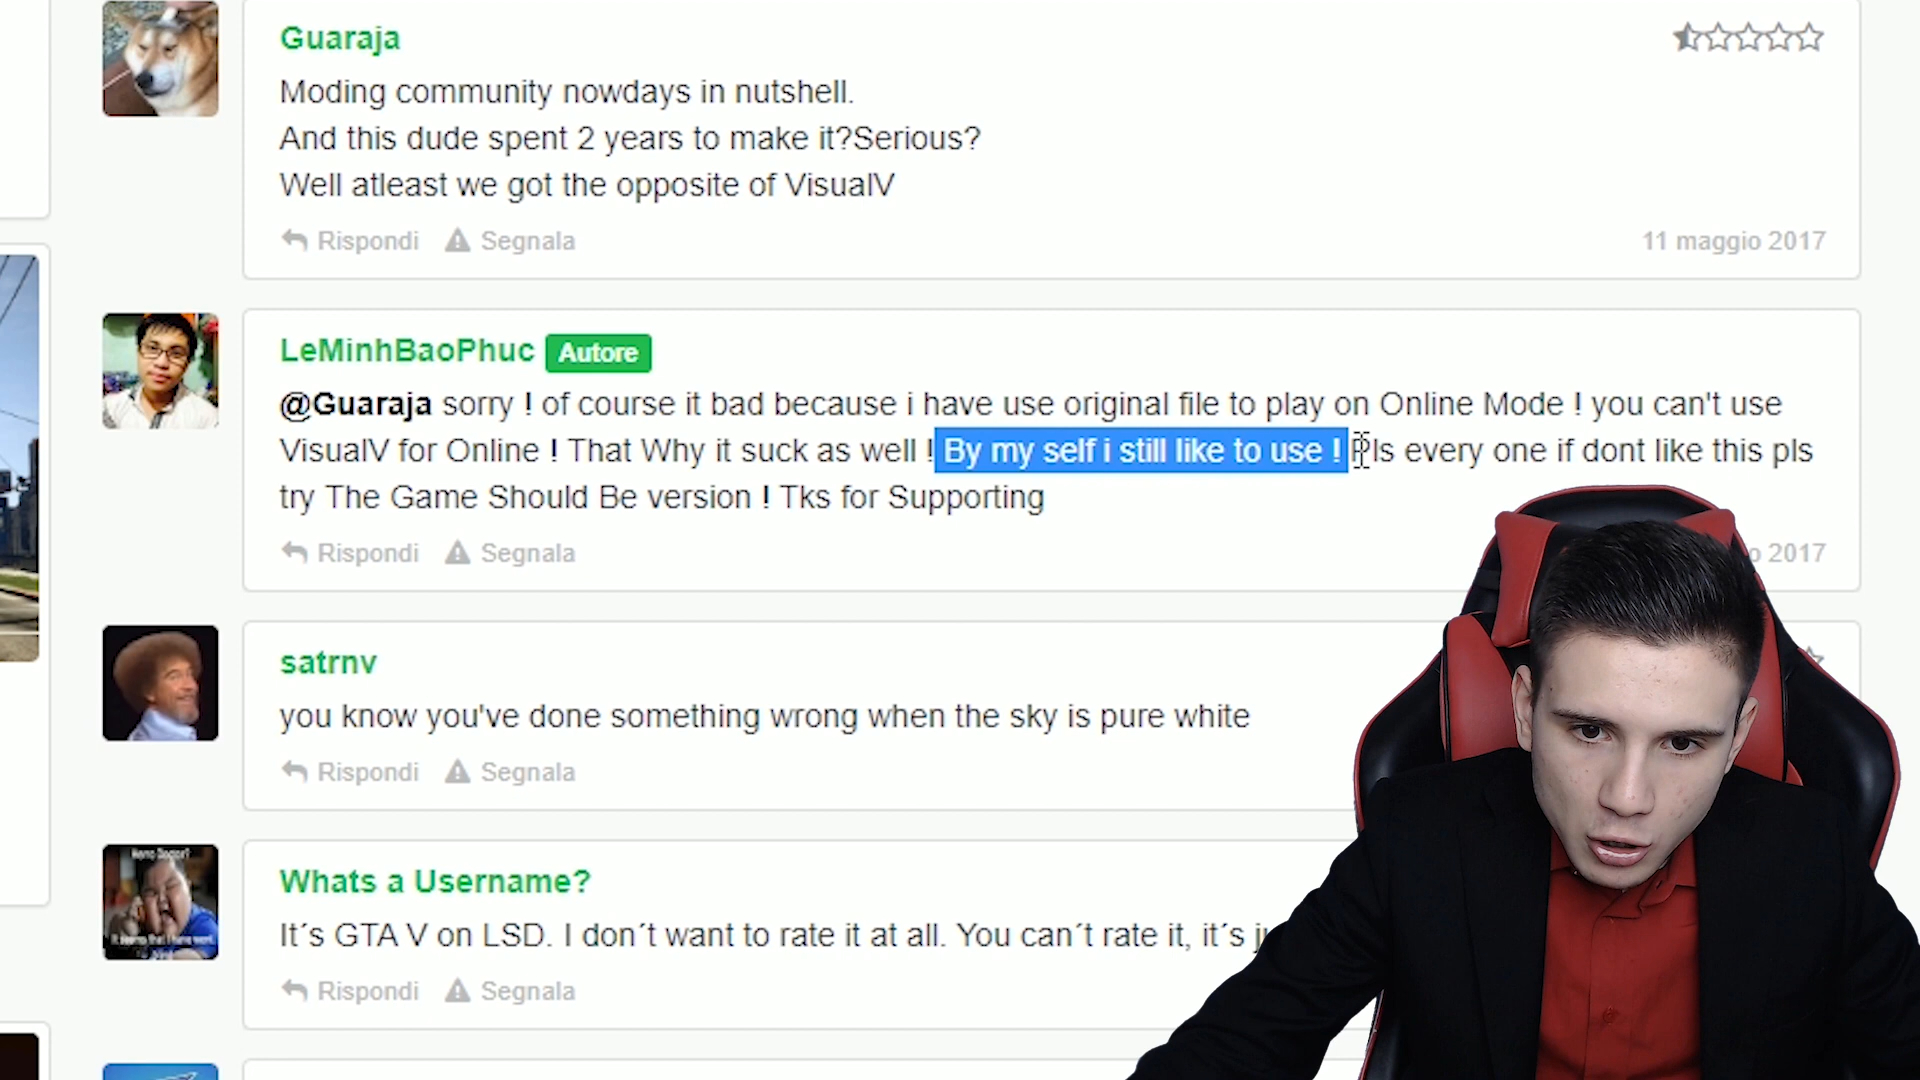 Guaraja
Moding community nowdays in nutshell.
And this dude spent 2 years to make it?Serious?
Well atleast we got the opposite of VisualV
Rispondi Segnala 11 maggio 2017
LeMinhBaoPhuc Autore
@Guaraja sorry ! of course it bad because i have use original file to play on Online Mode ! you can't use
VisualV for Online ! That Why it suck as well ! By my self i still like to use ! Pls every one if dont like this pls
try The Game Should Be version ! Tks for Supporting
Rispondi Segnala 2017
satrnv
you know you've done something wrong when the sky is pure white
Rispondi Segnala
Whats a Username?
It´s GTA V on LSD. I don´t want to rate it at all. You can´t rate it, it´s
Rispondi Segnala